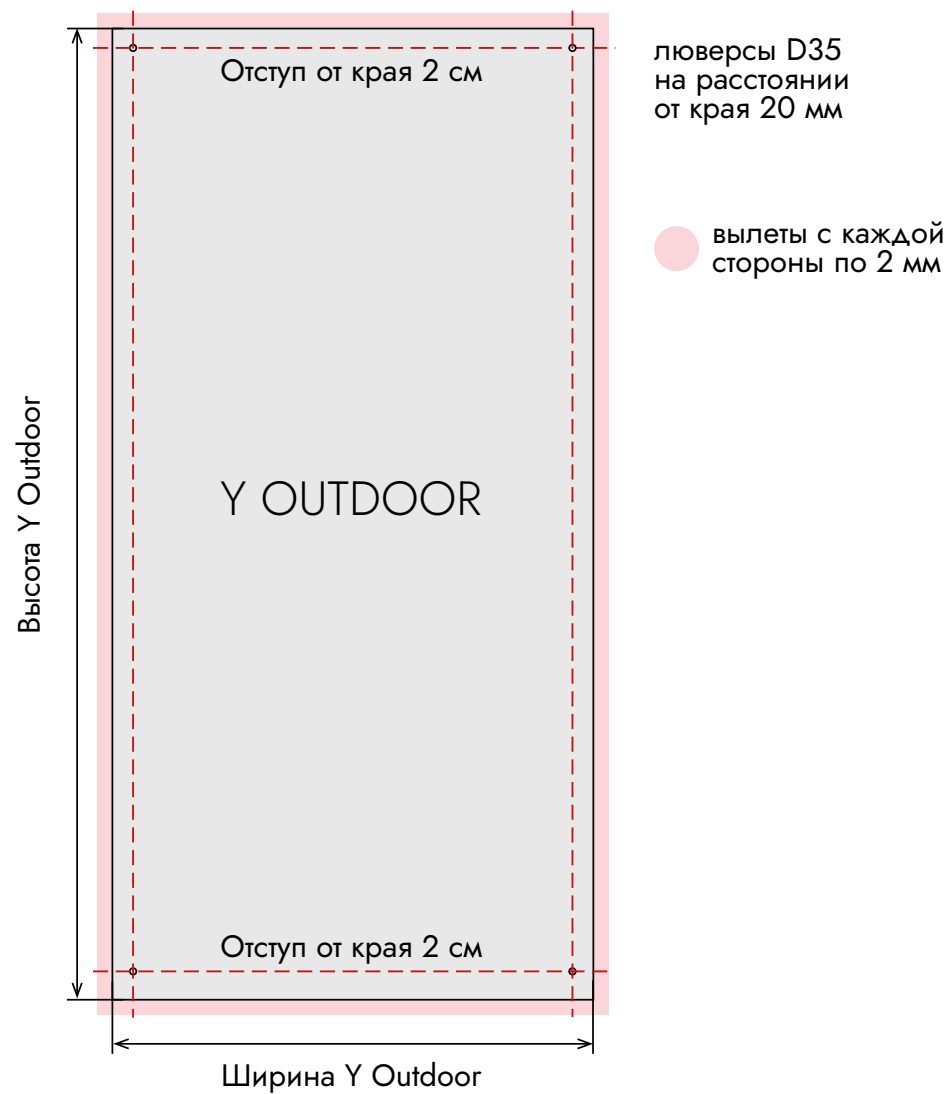 Отступ от края 2 см
люверсы D35
на расстоянии
от края 20 мм
вылеты с каждой
стороны по 2 мм
Высота Y Outdoor
Y OUTDOOR
Отступ от края 2 см
Ширина Y Outdoor